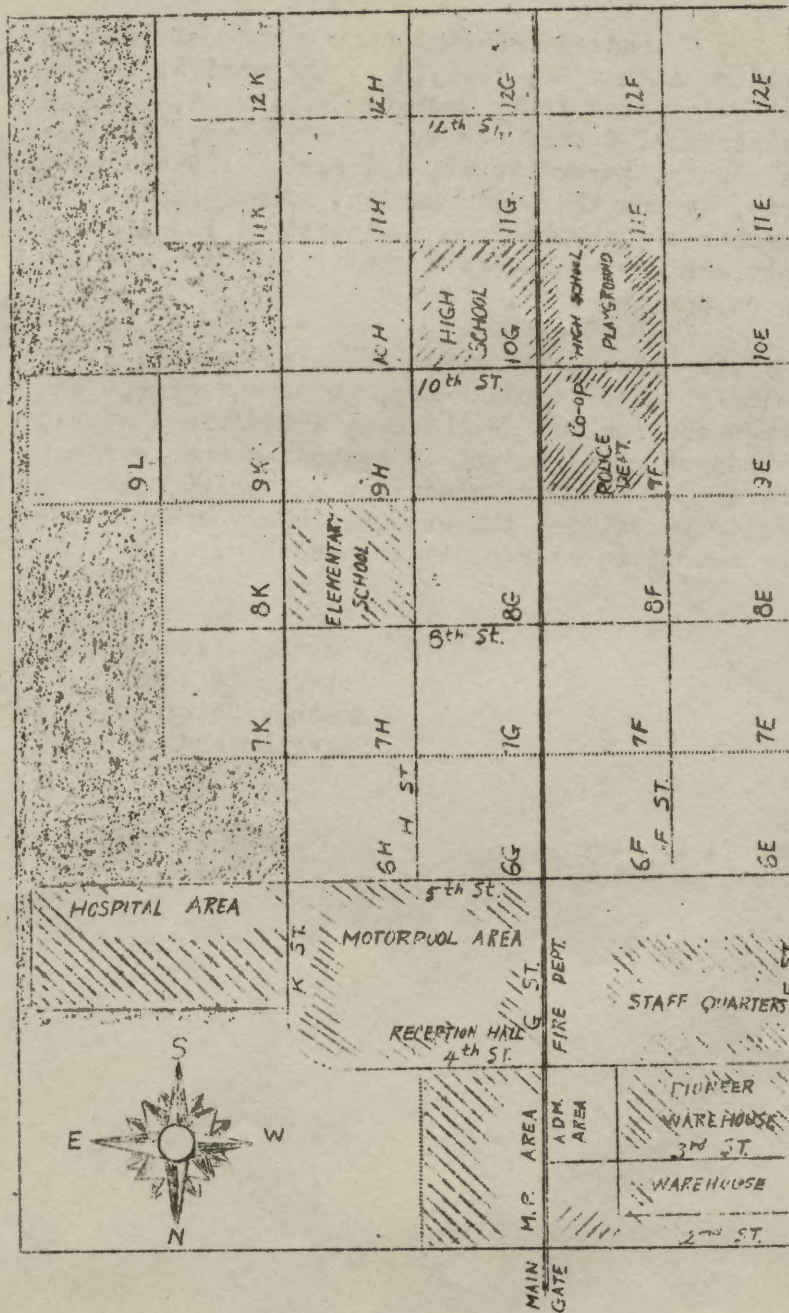 12K
12H
12G
12F
12E
12th St.
11K
11H
11G
11F
11E
HIGH
SCHOOL
10G
HIGH SCHOOL
PLAYGROUND
10H
10E
10th ST.
9L
9K
9H
Co-op
POLICE
DEPT.
9F
9E
ELEMENTARY
SCHOOL
8K
8G
8F
8E
8th St.
7K
7H
7G
7F
7E
H ST
6H
6G
6F
F ST.
6E
5th St.
HOSPITAL AREA
K ST.
MOTORPOOL AREA
G ST.
FIRE DEPT.
STAFF QUARTERS
E ST
RECEPTION HALL
4th ST.
S
E
W
N
M.P. AREA
ADM.
AREA
PIONEER
WAREHOUSE
3rd ST.
WAREHOUSE
2nd ST.
MAIN
GATE